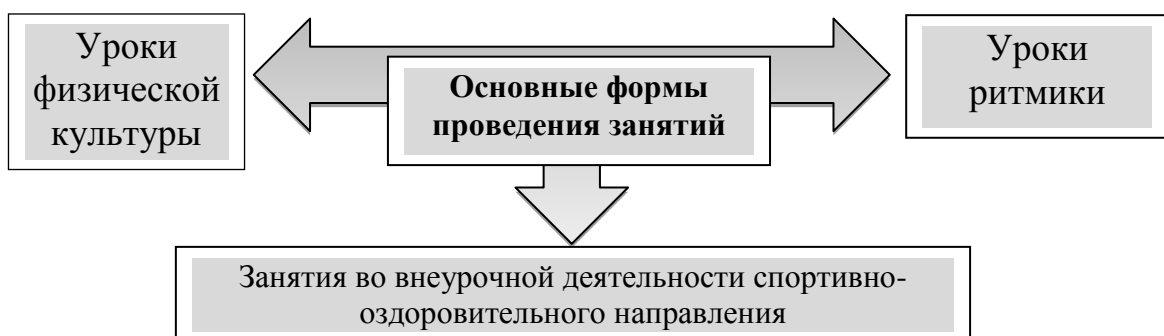 Уроки
физической
культуры
Основные формы
проведения занятий
Уроки
ритмики
Занятия во внеурочной деятельности спортивно-
оздоровительного направления